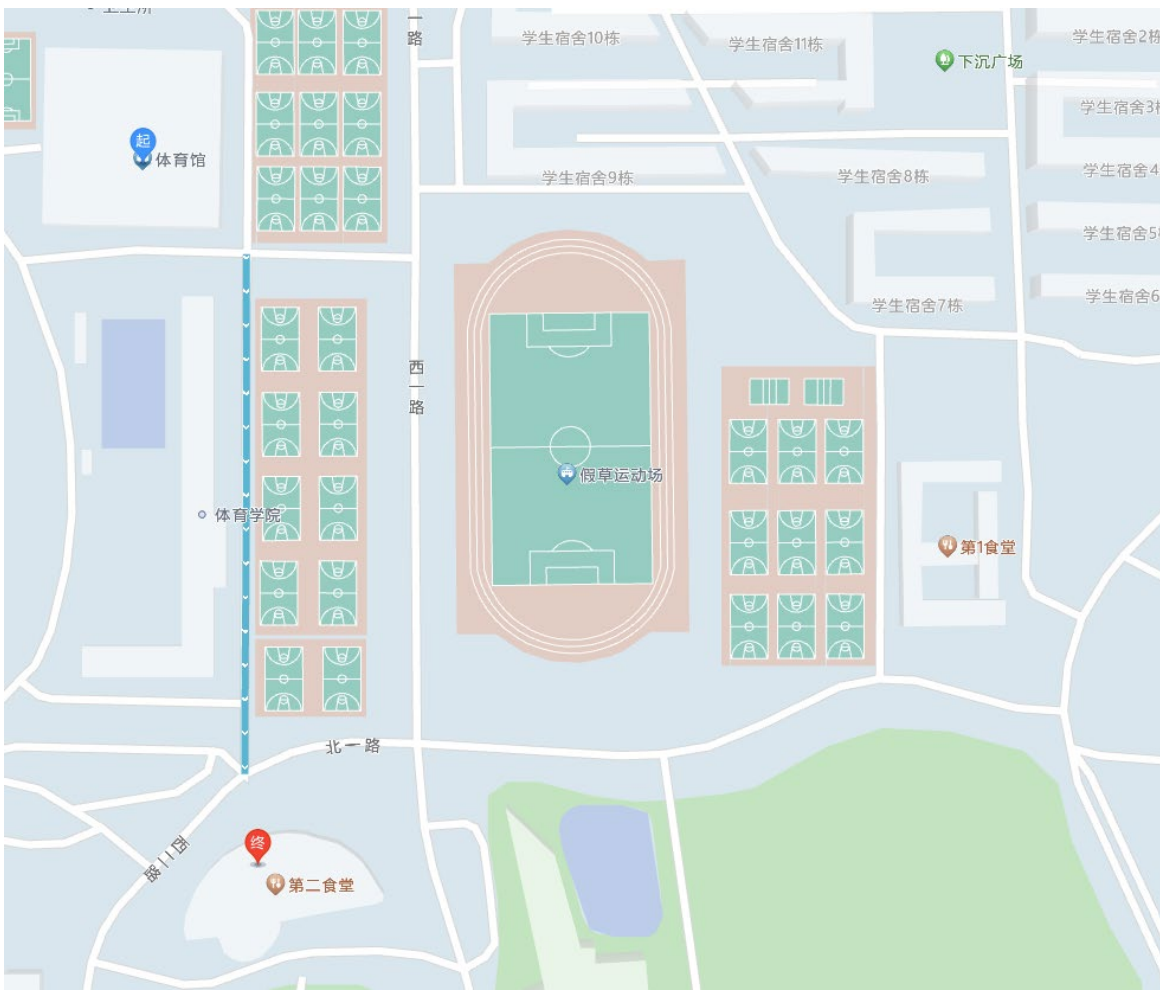 一路
学生宿舍10栋
学生宿舍11栋
学生宿舍2栋
下沉广场
起
体育馆
学生宿舍3
学生宿舍9栋
学生宿舍8栋
学生宿舍4
学生宿舍5
学生宿舍7栋
学生宿舍6
西一路
假草运动场
体育学院
第1食堂
北一路
终
西二路
第二食堂